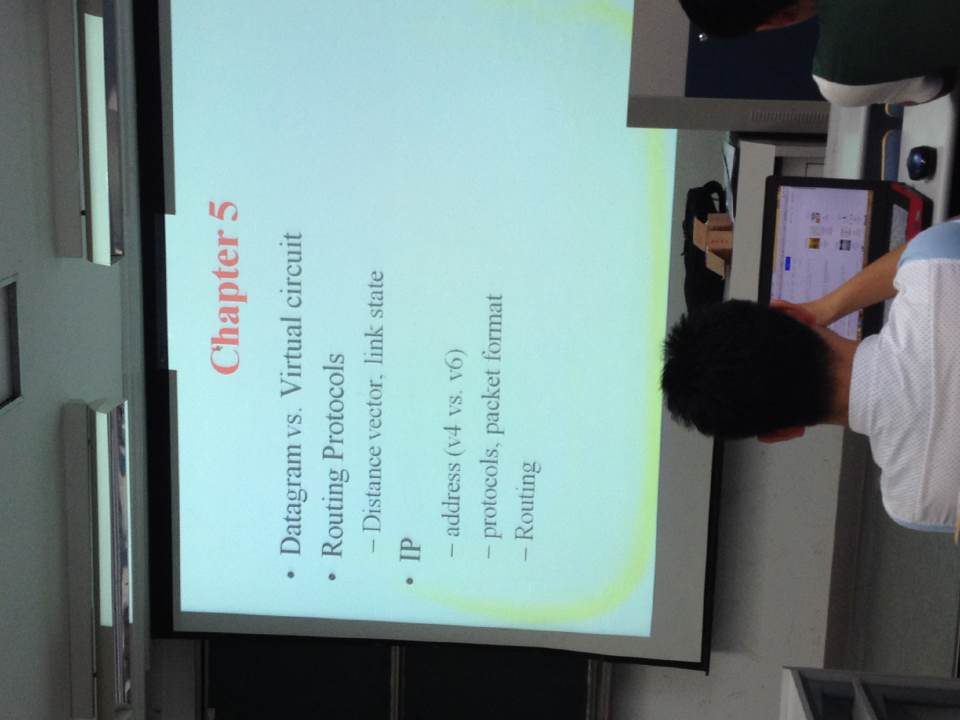 Chapter 5
• Datagram vs. Virtual circuit
• Routing Protocols
– Distance vector, link state
• IP
– address (v4 vs. v6)
– protocols, packet format
– Routing